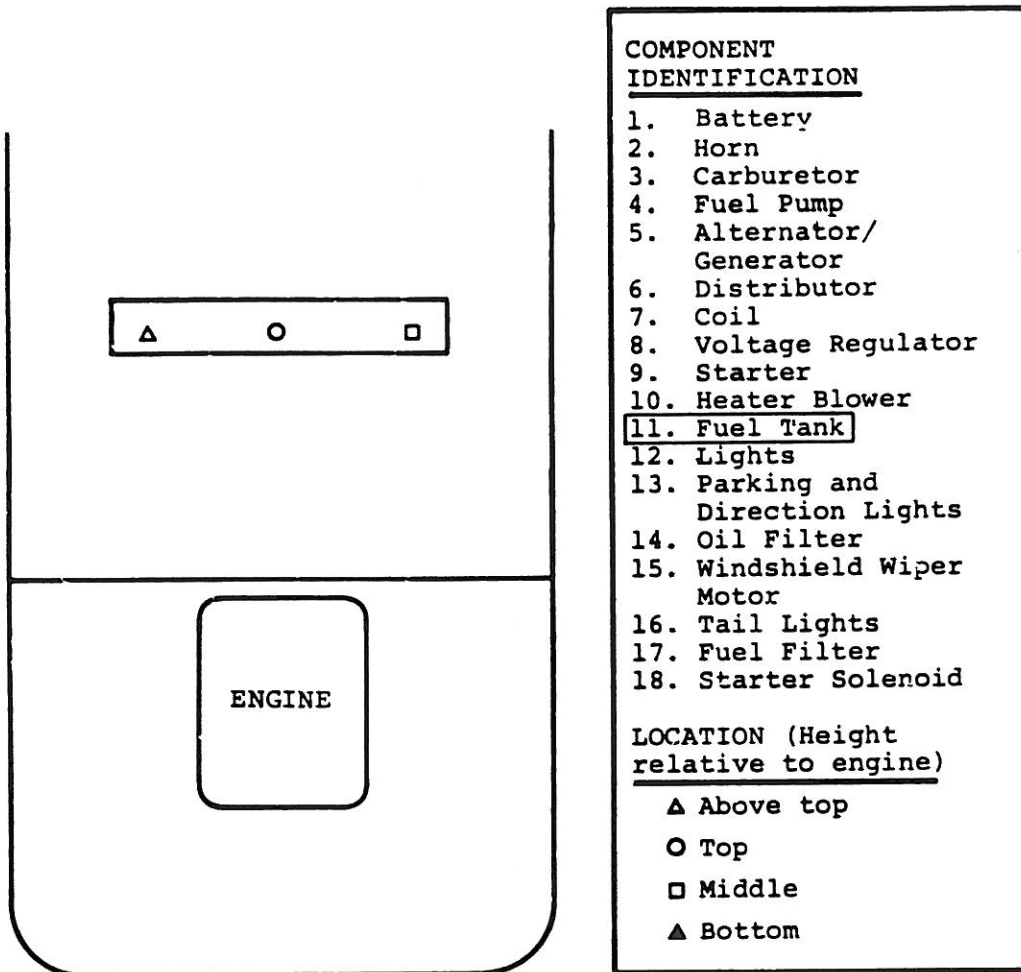 ENGINE
COMPONENT
IDENTIFICATION
1. Battery
2. Horn
3. Carburetor
4. Fuel Pump
5. Alternator/
Generator
6. Distributor
7. Coil
8. Voltage Regulator
9. Starter
10. Heater Blower
11. Fuel Tank
12. Lights
13. Parking and
Direction Lights
14. Oil Filter
15. Windshield Wiper
Motor
16. Tail Lights
17. Fuel Filter
18. Starter Solenoid
LOCATION (Height
relative to engine)
△ Above top
○ Top
□ Middle
▲ Bottom